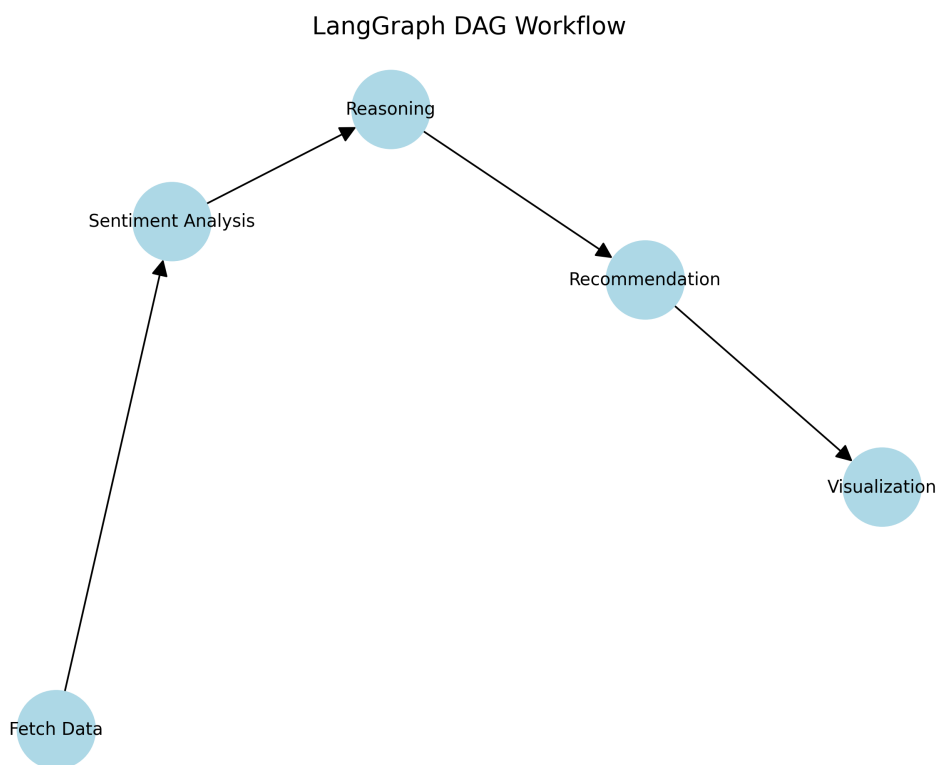 LangGraph DAG Workflow
Reasoning
Sentiment Analysis
Recommendation
Visualization
Fetch Data